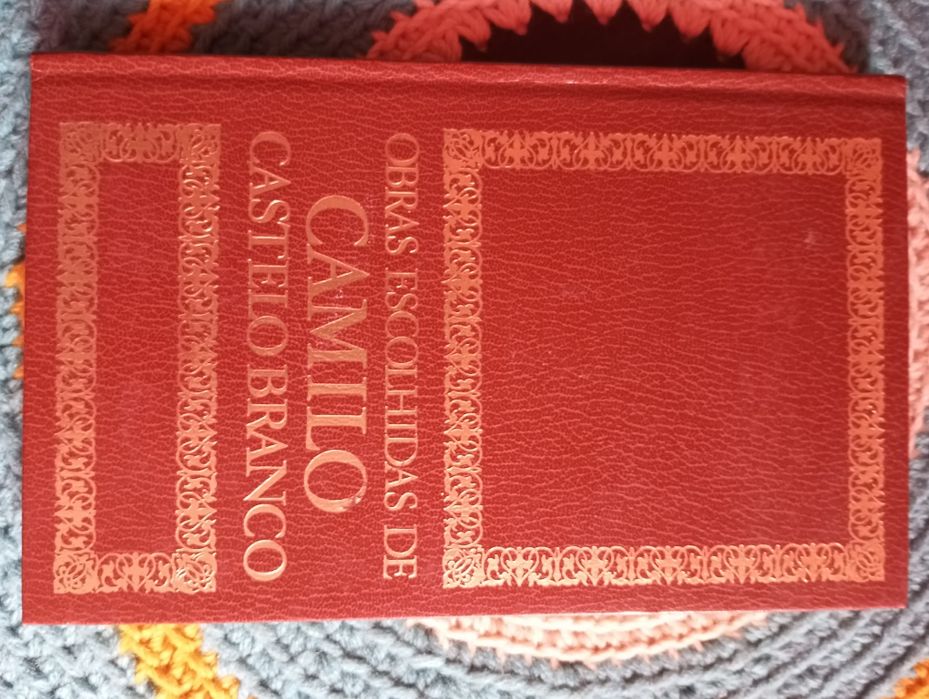 OBRAS ESCOLHIDAS DE
CAMILO
CASTELO BRANCO